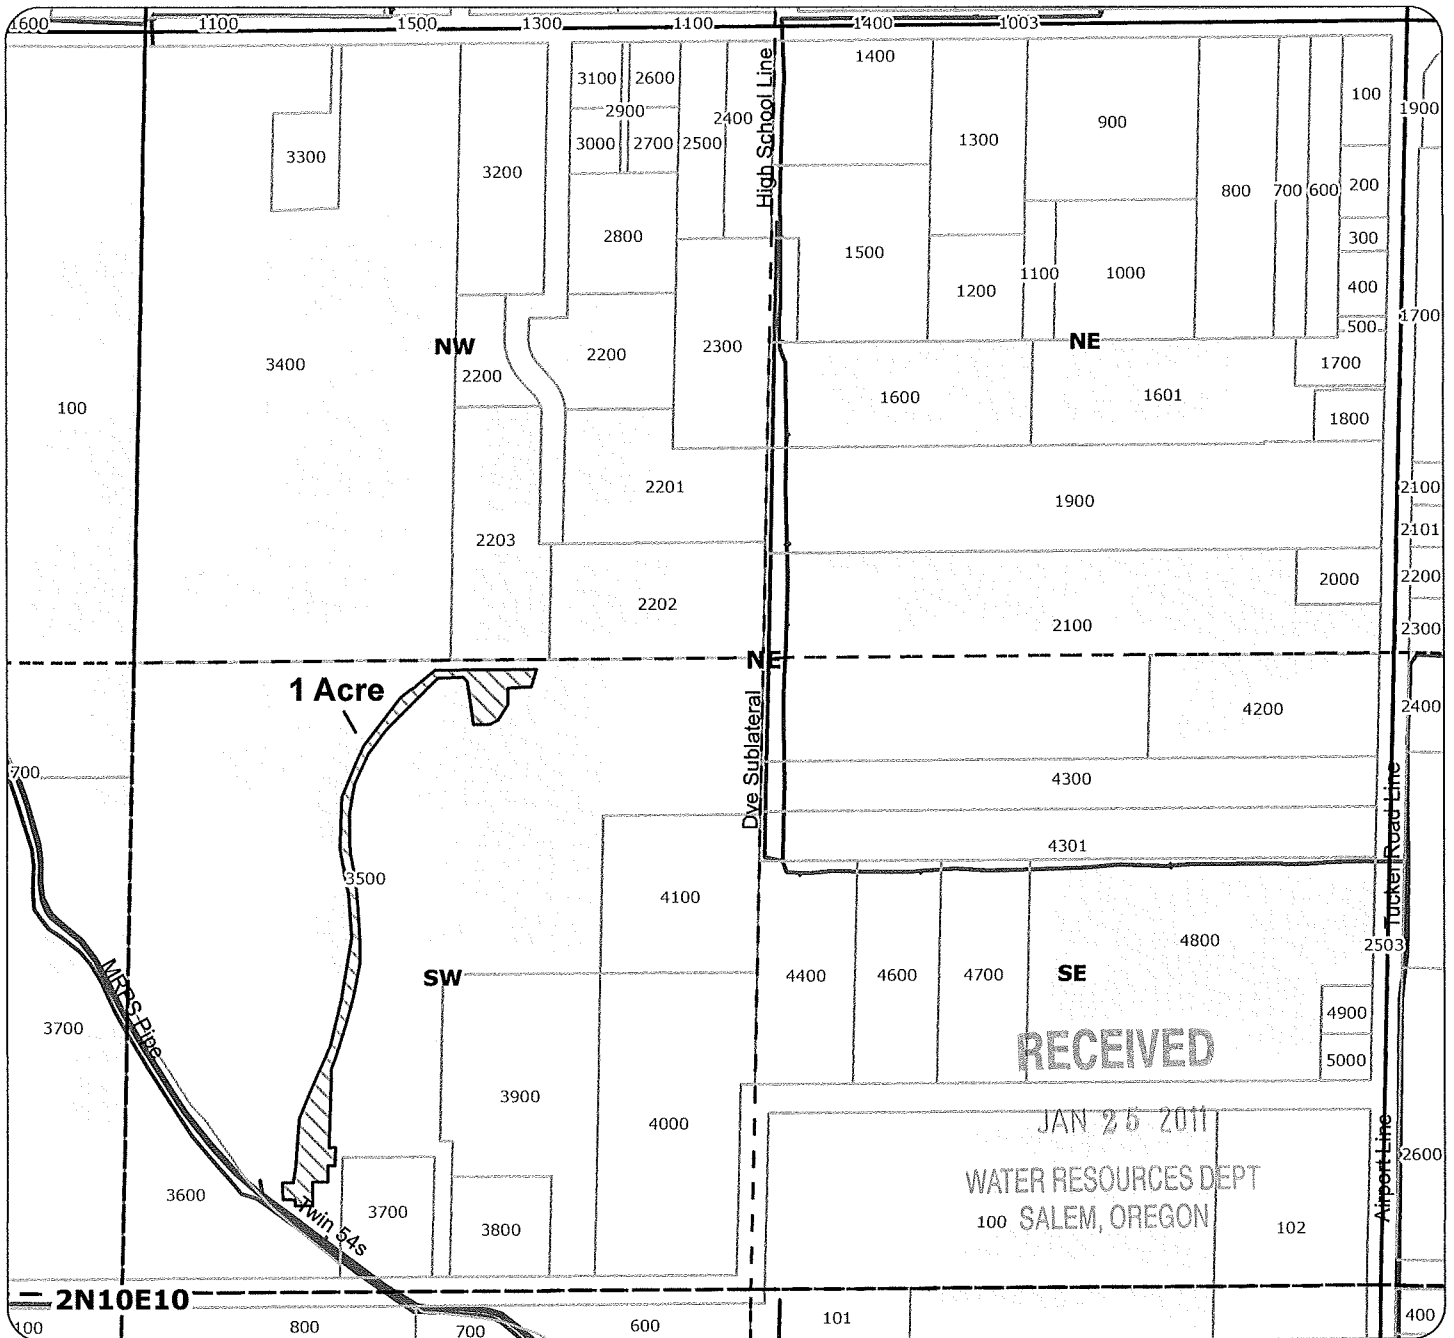 1600 1100 1500 1300 1100 1400 1003
1400
3100 2600 100
2900 2400 900 1900
3000 2700 2500 1300
3300 3200 High School Line
800 700 600 200
2800 300
1500 1100 1000
1200 400
500 1700
NW 2200 2300 NE
3400 2200 1700
100 1600 1601
1800
2201 1900 2100
2101
2203
2202 2000 2200
2100 2300
NE
1 Acre
4200 2400
Dye Sublateral
700 4300
Tucker Road Line
4301
3500
4100
4800
2503
SW 4400 4600 4700 SE
MRPS Pipe
3700 4900
RECEIVED
5000
3900
4000 JAN 25 2011
Airport Line
2600
WATER RESOURCES DEPT
3600
3700 3800 100 SALEM, OREGON 102
Twin 54s
2N10E10
100 800 700 600 101 400